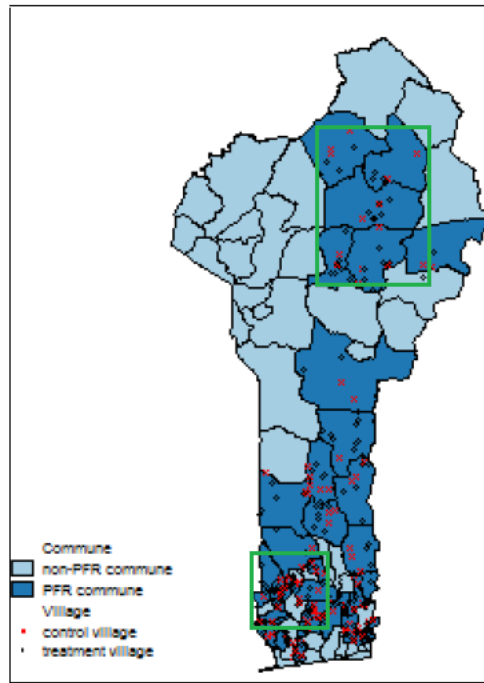 Commune
non-PFR commune
PFR commune
Village
control village
treatment village